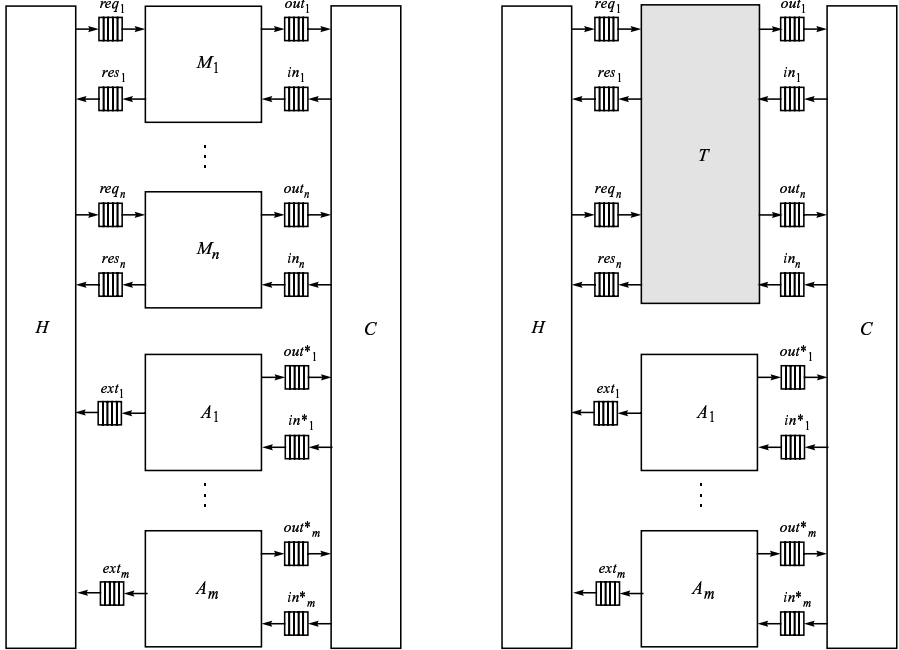 req₁ out₁ req₁ out₁
M₁
res₁ in₁ res₁ in₁
⋮ T
reqₙ outₙ reqₙ outₙ
Mₙ
resₙ inₙ resₙ inₙ
H C H C
out*₁ out*₁
ext₁ A₁ ext₁ A₁
in*₁ in*₁
⋮ ⋮
out*ₘ out*ₘ
extₘ Aₘ extₘ Aₘ
in*ₘ in*ₘ